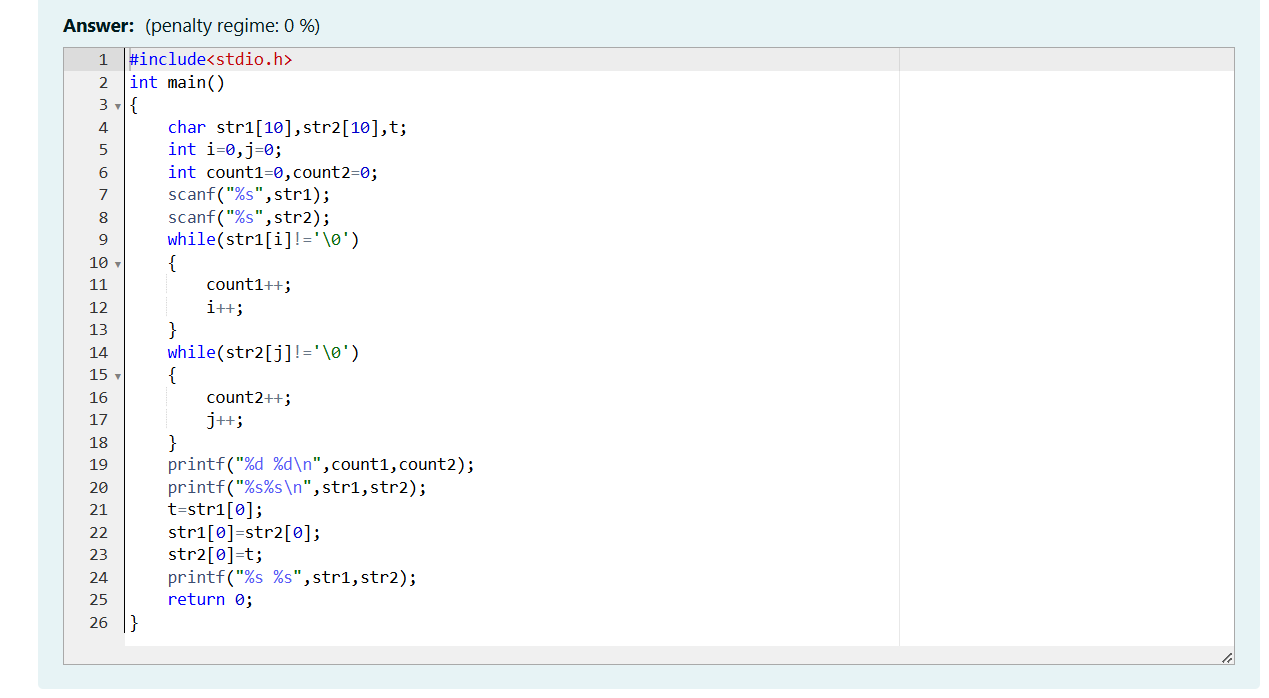 Answer: (penalty regime: 0 %)
1 #include<stdio.h>
2 int main()
3 {
4     char str1[10],str2[10],t;
5     int i=0,j=0;
6     int count1=0,count2=0;
7     scanf("%s",str1);
8     scanf("%s",str2);
9     while(str1[i]!='\0')
10     {
11         count1++;
12         i++;
13     }
14     while(str2[j]!='\0')
15     {
16         count2++;
17         j++;
18     }
19     printf("%d %d\n",count1,count2);
20     printf("%s%s\n",str1,str2);
21     t=str1[0];
22     str1[0]=str2[0];
23     str2[0]=t;
24     printf("%s %s",str1,str2);
25     return 0;
26 }